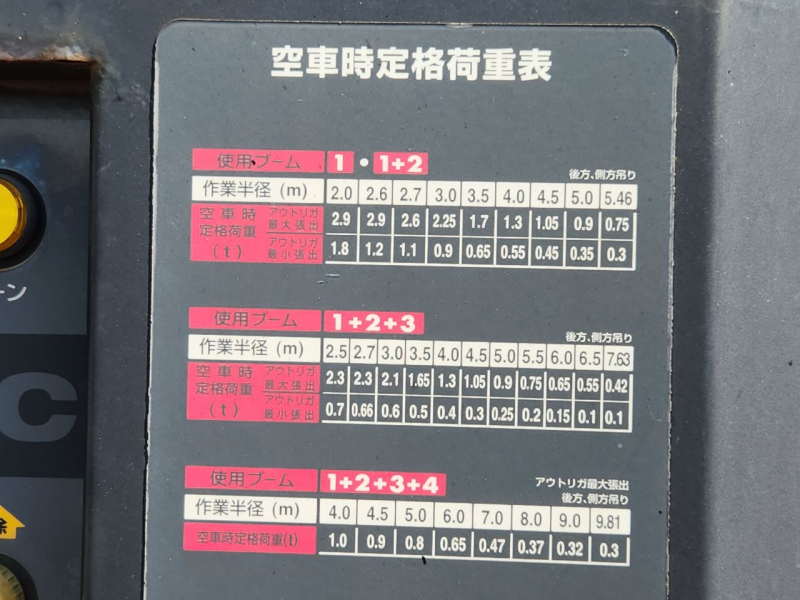 空車時定格荷重表
使用ブーム 1・1+2
後方、側方吊り
作業半径 (m) 2.0 2.6 2.7 3.0 3.5 4.0 4.5 5.0 5.46
空車時定格荷重(t) アウトリガ最大張出 2.9 2.9 2.6 2.25 1.7 1.3 1.05 0.9 0.75
アウトリガ最小張出 1.8 1.2 1.1 0.9 0.65 0.55 0.45 0.35 0.3
使用ブーム 1+2+3
後方、側方吊り
作業半径 (m) 2.5 2.7 3.0 3.5 4.0 4.5 5.0 5.5 6.0 6.5 7.63
空車時定格荷重(t) アウトリガ最大張出 2.3 2.3 2.1 1.65 1.3 1.05 0.9 0.75 0.65 0.55 0.42
アウトリガ最小張出 0.7 0.66 0.6 0.5 0.4 0.3 0.25 0.2 0.15 0.1 0.1
使用ブーム 1+2+3+4
アウトリガ最大張出
後方、側方吊り
作業半径 (m) 4.0 4.5 5.0 6.0 7.0 8.0 9.0 9.81
空車時定格荷重(t) 1.0 0.9 0.8 0.65 0.47 0.37 0.32 0.3
ーン
C
除